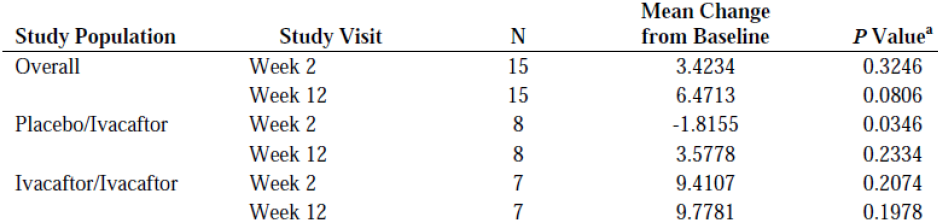 Mean Change
Study Population Study Visit N from Baseline P Valueᵃ
Overall Week 2 15 3.4234 0.3246
Week 12 15 6.4713 0.0806
Placebo/Ivacaftor Week 2 8 -1.8155 0.0346
Week 12 8 3.5778 0.2334
Ivacaftor/Ivacaftor Week 2 7 9.4107 0.2074
Week 12 7 9.7781 0.1978